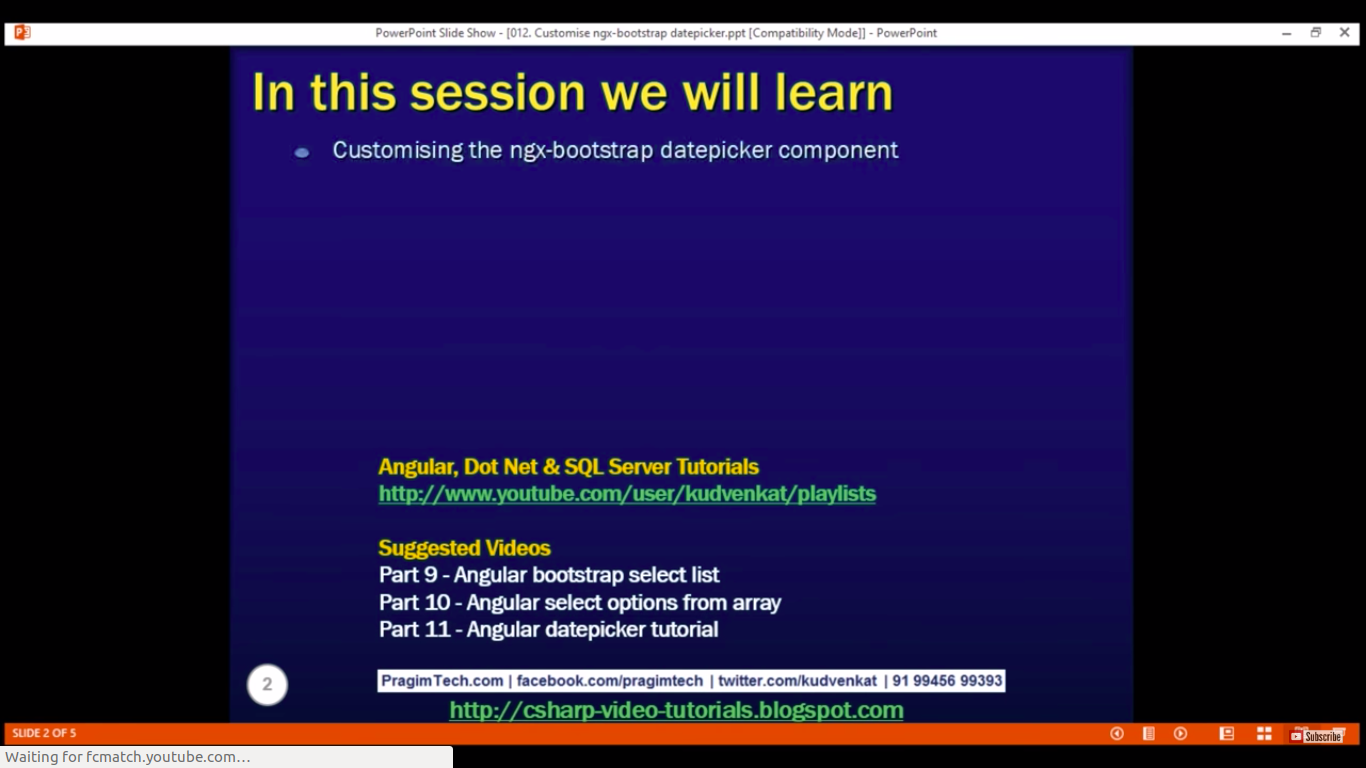 PowerPoint Slide Show - [012. Customise ngx-bootstrap datepicker.ppt [Compatibility Mode]] - PowerPoint
In this session we will learn
Customising the ngx-bootstrap datepicker component
Angular, Dot Net & SQL Server Tutorials
http://www.youtube.com/user/kudvenkat/playlists
Suggested Videos
Part 9 - Angular bootstrap select list
Part 10 - Angular select options from array
Part 11 - Angular datepicker tutorial
2
PragimTech.com | facebook.com/pragimtech | twitter.com/kudvenkat | 91 99456 99393
http://csharp-video-tutorials.blogspot.com
SLIDE 2 OF 5
Subscribe
Waiting for fcmatch.youtube.com…